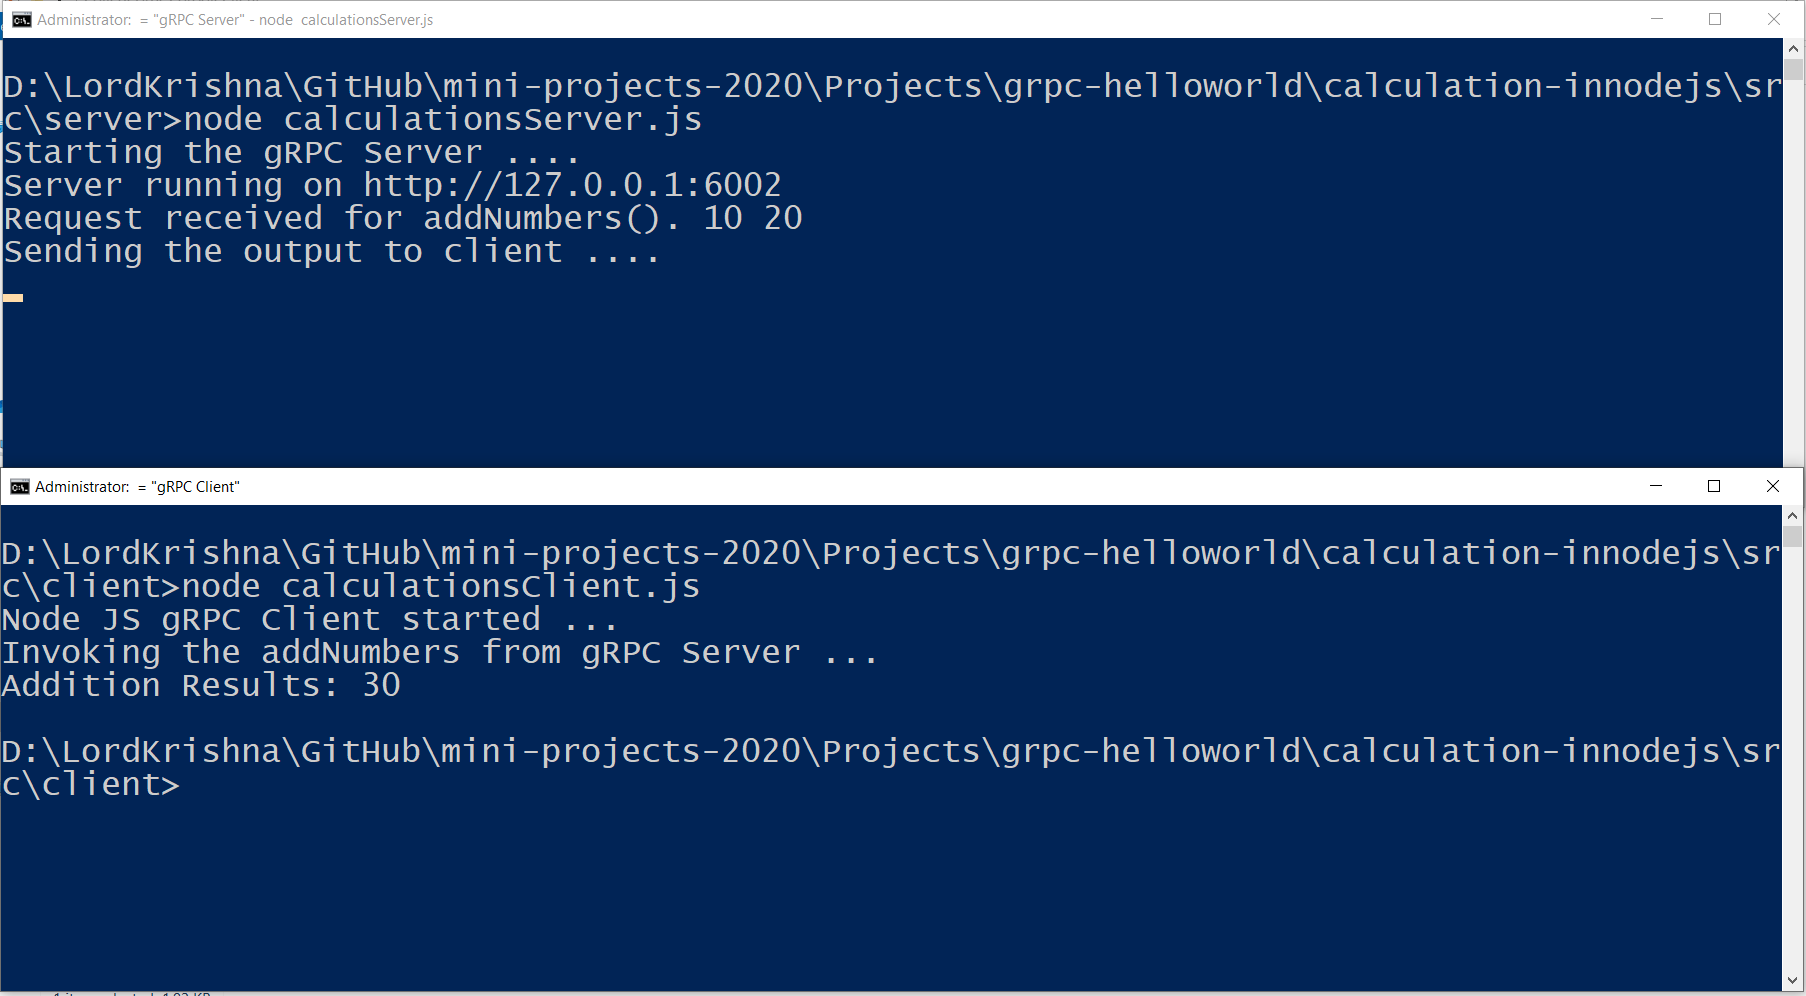 Administrator:  = "gRPC Server" - node  calculationsServer.js
D:\LordKrishna\GitHub\mini-projects-2020\Projects\grpc-helloworld\calculation-innodejs\sr
c\server>node calculationsServer.js
Starting the gRPC Server ....
Server running on http://127.0.0.1:6002
Request received for addNumbers(). 10 20
Sending the output to client ....
Administrator:  = "gRPC Client"
D:\LordKrishna\GitHub\mini-projects-2020\Projects\grpc-helloworld\calculation-innodejs\sr
c\client>node calculationsClient.js
Node JS gRPC Client started ...
Invoking the addNumbers from gRPC Server ...
Addition Results: 30
D:\LordKrishna\GitHub\mini-projects-2020\Projects\grpc-helloworld\calculation-innodejs\sr
c\client>